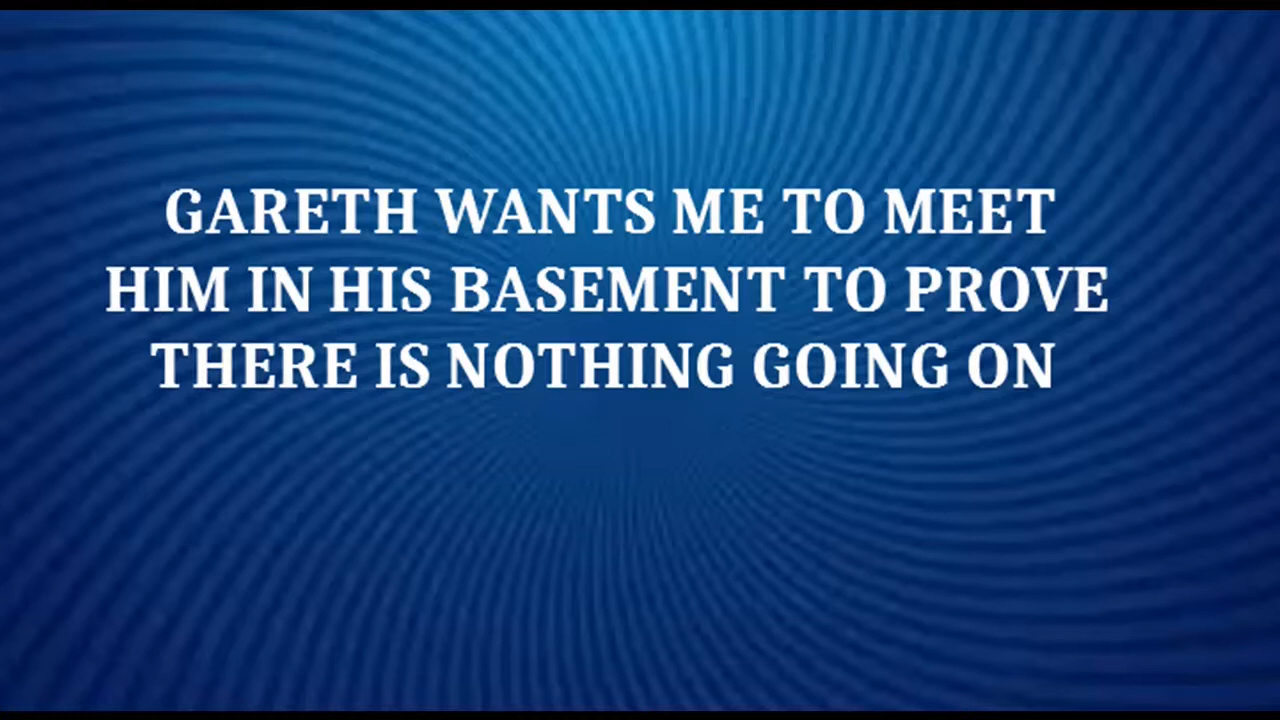 GARETH WANTS ME TO MEET
HIM IN HIS BASEMENT TO PROVE
THERE IS NOTHING GOING ON